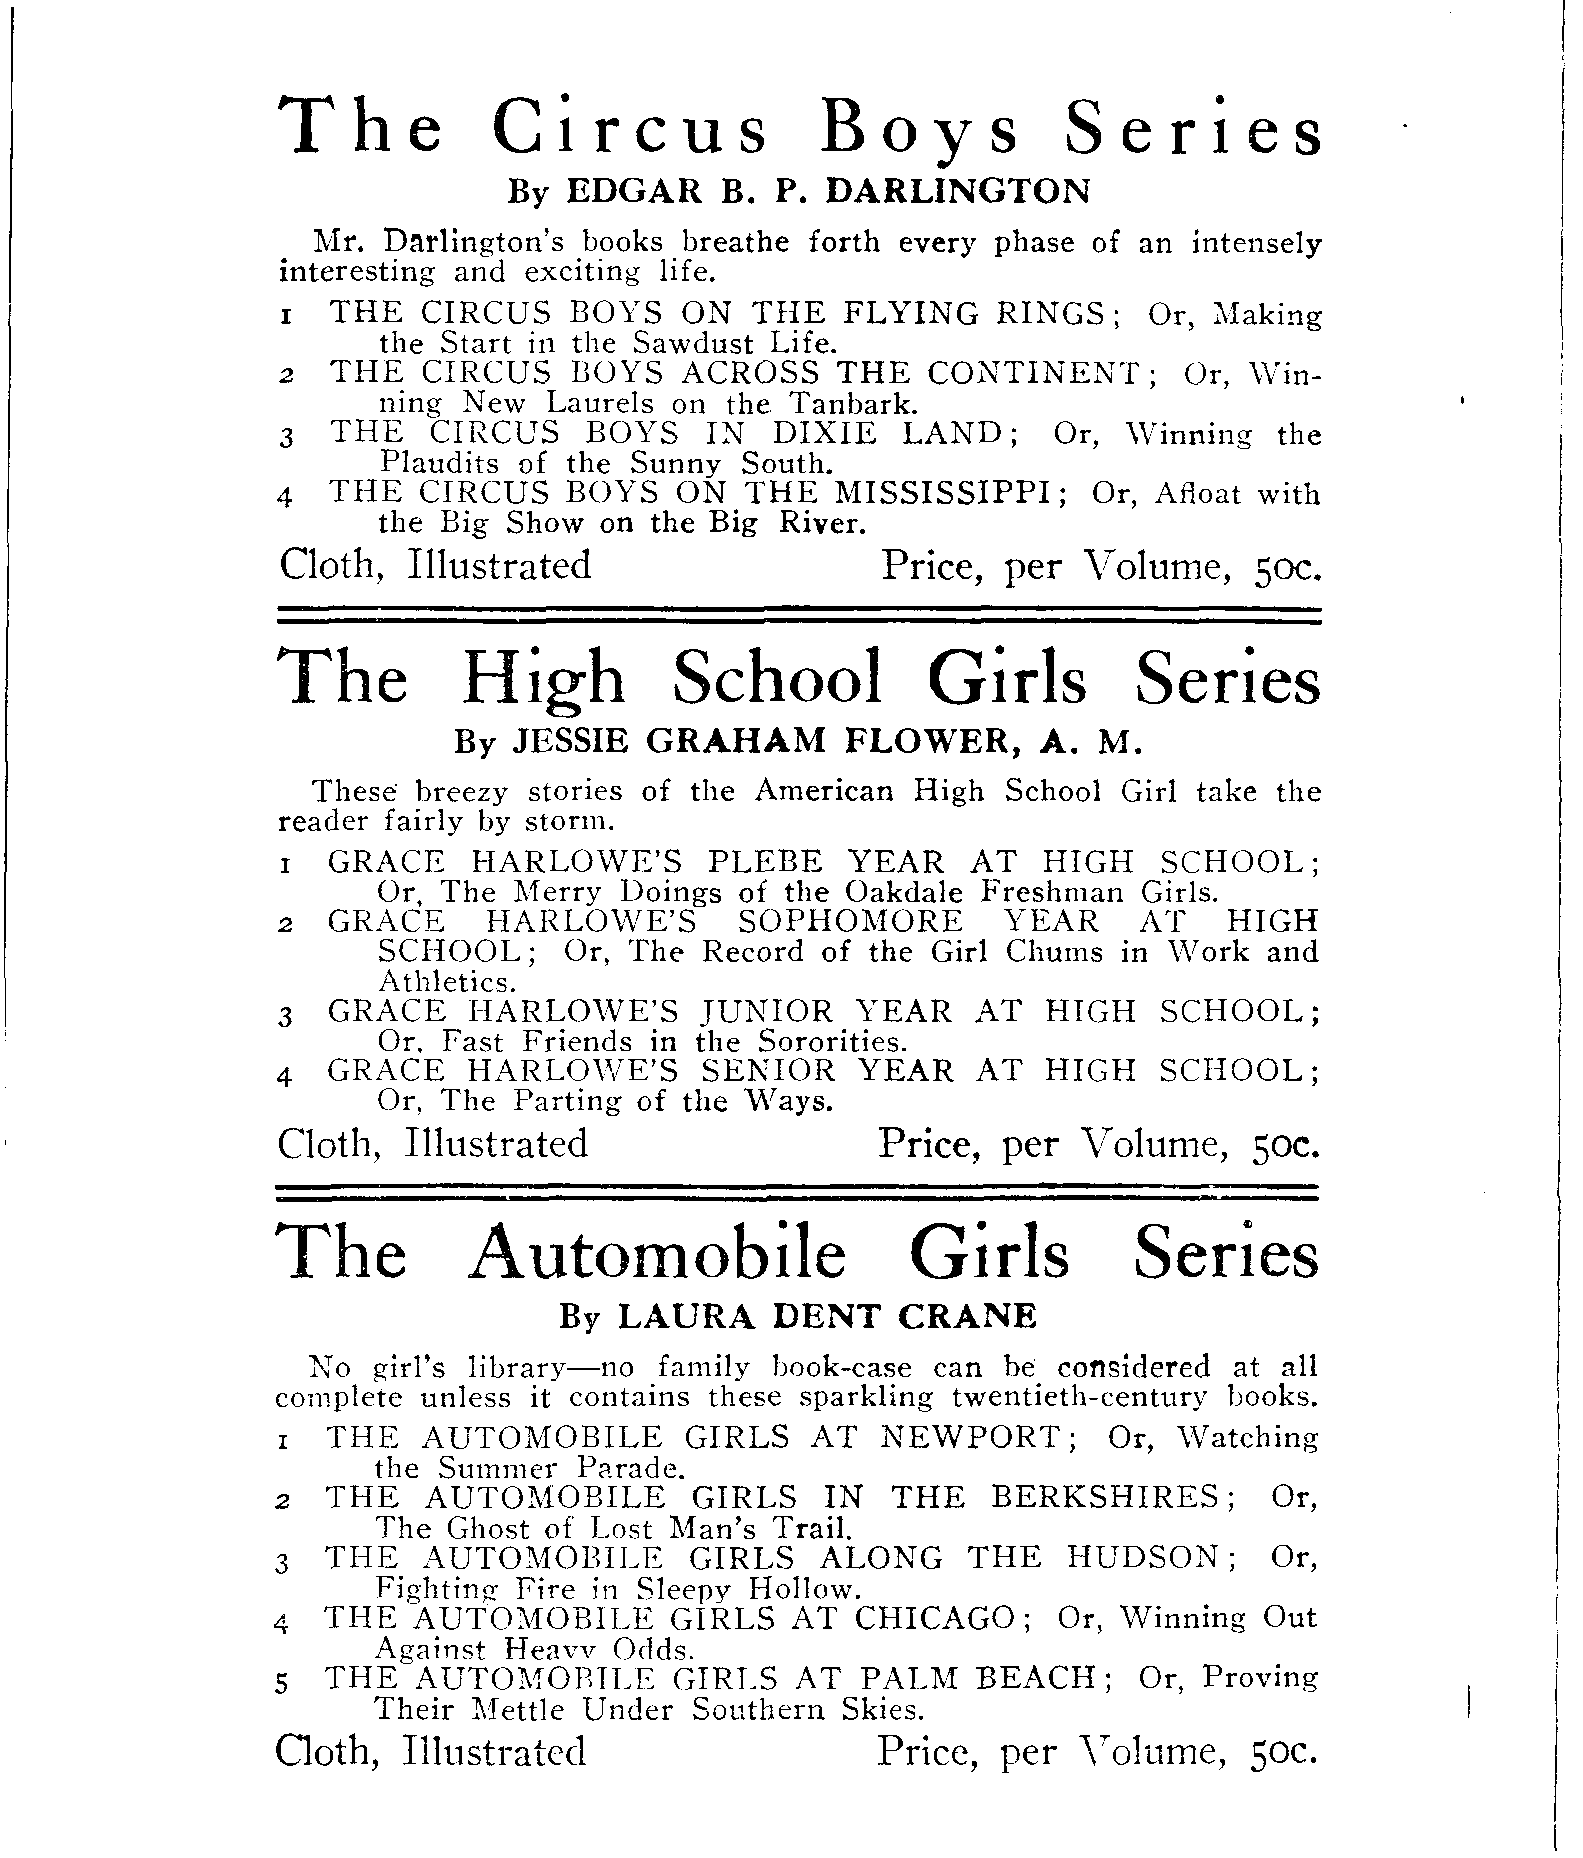 The Circus Boys Series
By EDGAR B. P. DARLINGTON
Mr. Darlington's books breathe forth every phase of an intensely
interesting and exciting life.
1 THE CIRCUS BOYS ON THE FLYING RINGS; Or, Making
the Start in the Sawdust Life.
2 THE CIRCUS BOYS ACROSS THE CONTINENT; Or, Win-
ning New Laurels on the Tanbark.
3 THE CIRCUS BOYS IN DIXIE LAND; Or, Winning the
Plaudits of the Sunny South.
4 THE CIRCUS BOYS ON THE MISSISSIPPI; Or, Afloat with
the Big Show on the Big River.
Cloth, Illustrated Price, per Volume, 50c.
The High School Girls Series
By JESSIE GRAHAM FLOWER, A. M.
These breezy stories of the American High School Girl take the
reader fairly by storm.
1 GRACE HARLOWE'S PLEBE YEAR AT HIGH SCHOOL;
Or, The Merry Doings of the Oakdale Freshman Girls.
2 GRACE HARLOWE'S SOPHOMORE YEAR AT HIGH
SCHOOL; Or, The Record of the Girl Chums in Work and
Athletics.
3 GRACE HARLOWE'S JUNIOR YEAR AT HIGH SCHOOL;
Or, Fast Friends in the Sororities.
4 GRACE HARLOWE'S SENIOR YEAR AT HIGH SCHOOL;
Or, The Parting of the Ways.
Cloth, Illustrated Price, per Volume, 50c.
The Automobile Girls Series
By LAURA DENT CRANE
No girl's library—no family book-case can be considered at all
complete unless it contains these sparkling twentieth-century books.
1 THE AUTOMOBILE GIRLS AT NEWPORT; Or, Watching
the Summer Parade.
2 THE AUTOMOBILE GIRLS IN THE BERKSHIRES; Or,
The Ghost of Lost Man's Trail.
3 THE AUTOMOBILE GIRLS ALONG THE HUDSON; Or,
Fighting Fire in Sleepy Hollow.
4 THE AUTOMOBILE GIRLS AT CHICAGO; Or, Winning Out
Against Heavy Odds.
5 THE AUTOMOBILE GIRLS AT PALM BEACH; Or, Proving
Their Mettle Under Southern Skies.
Cloth, Illustrated Price, per Volume, 50c.